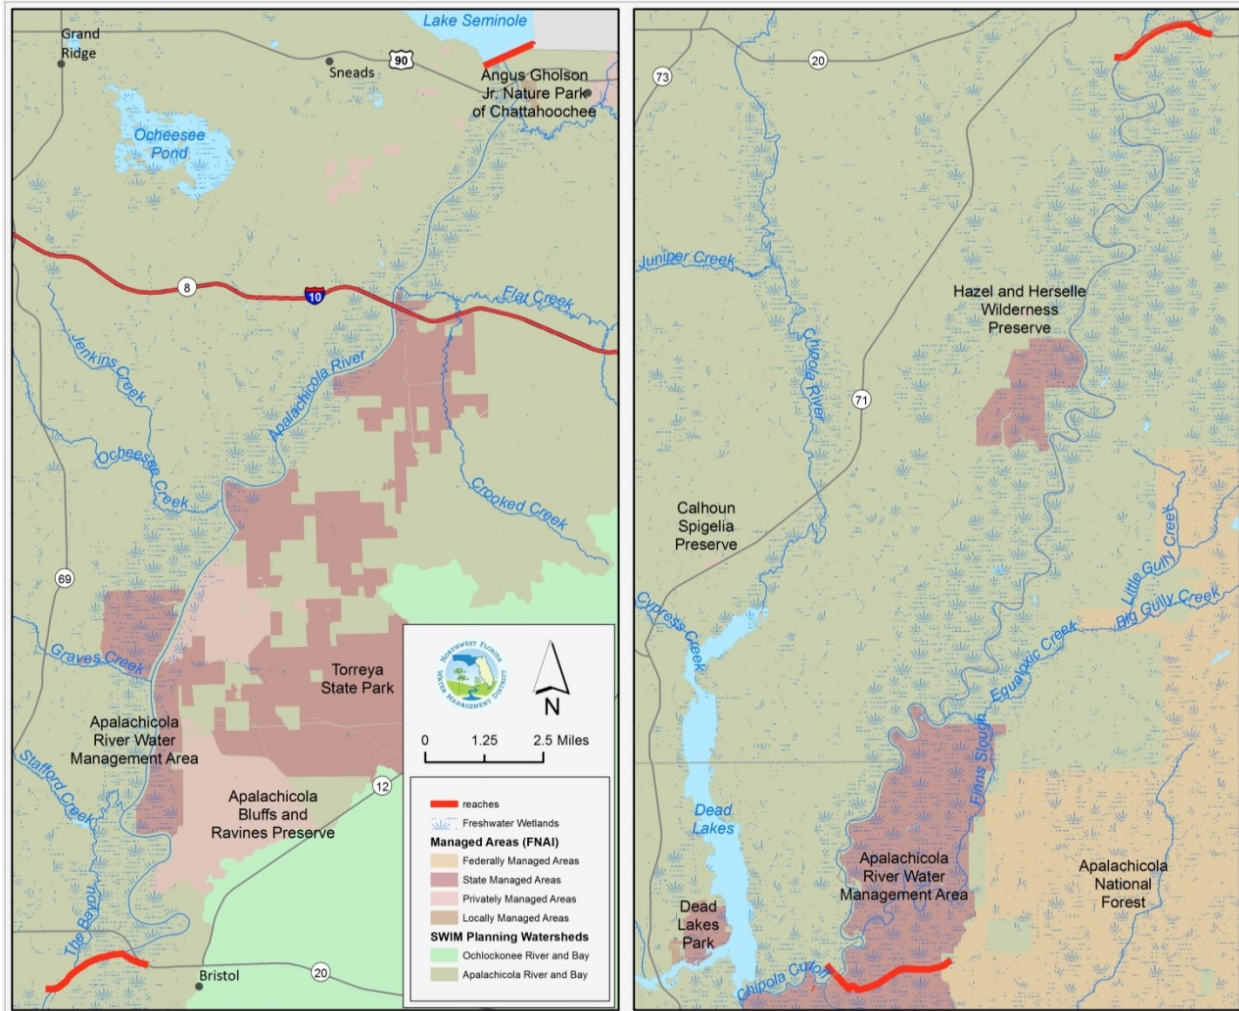 Lake Seminole
Grand
Ridge
Sneads
90
Angus Gholson
Jr. Nature Park
of Chattahoochee
Ocheesee
Pond
8
10
Flat Creek
Jenkins Creek
Apalachicola River
Ocheesee Creek
Crooked Creek
69
Graves Creek
Torreya
State Park
Apalachicola
River Water
Management Area
Stafford Creek
12
Apalachicola
Bluffs and
Ravines Preserve
The Bayou
Bristol
20
NORTHWEST FLORIDA
WATER MANAGEMENT DISTRICT
N
0 1.25 2.5 Miles
reaches
Freshwater Wetlands
Managed Areas (FNAI)
Federally Managed Areas
State Managed Areas
Privately Managed Areas
Locally Managed Areas
SWIM Planning Watersheds
Ochlockonee River and Bay
Apalachicola River and Bay
20
73
Juniper Creek
Hazel and Herselle
Wilderness
Preserve
Chipola River
71
Calhoun
Spigelia
Preserve
Cypress Creek
Little Gully Creek
Big Gully Creek
Equaloxic Creek
Finns Slough
Dead
Lakes
Apalachicola
River Water
Management Area
Apalachicola
National
Forest
Dead
Lakes
Park
Chipola Cutoff